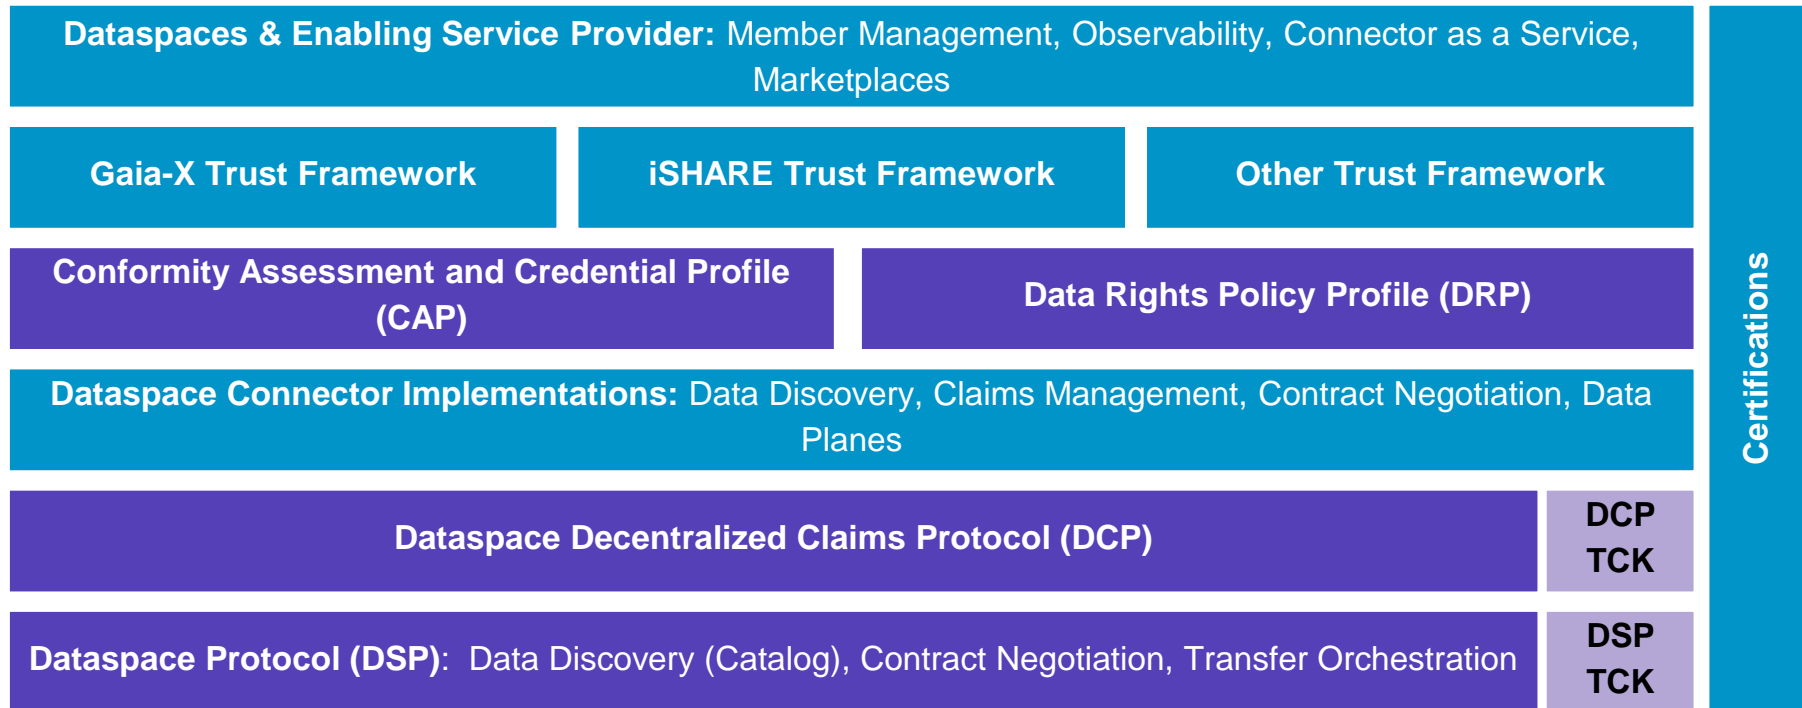 Dataspaces & Enabling Service Provider: Member Management, Observability, Connector as a Service,
Marketplaces
Gaia-X Trust Framework
iSHARE Trust Framework
Other Trust Framework
Conformity Assessment and Credential Profile
(CAP)
Data Rights Policy Profile (DRP)
Dataspace Connector Implementations: Data Discovery, Claims Management, Contract Negotiation, Data
Planes
Dataspace Decentralized Claims Protocol (DCP)
DCP
TCK
Dataspace Protocol (DSP): Data Discovery (Catalog), Contract Negotiation, Transfer Orchestration
DSP
TCK
Certifications